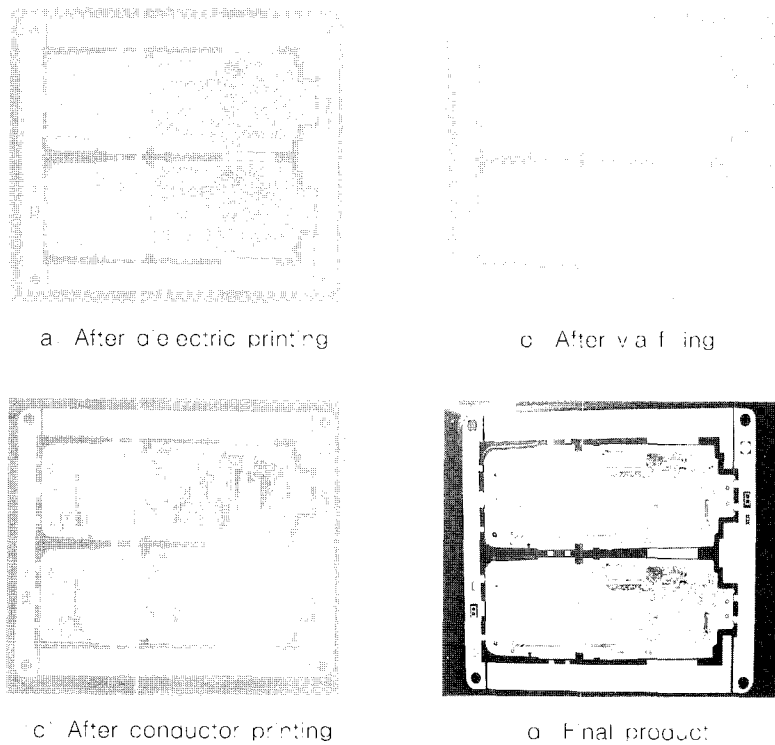 a. After dielectric printing
After via filling
After conductor printing
Final product